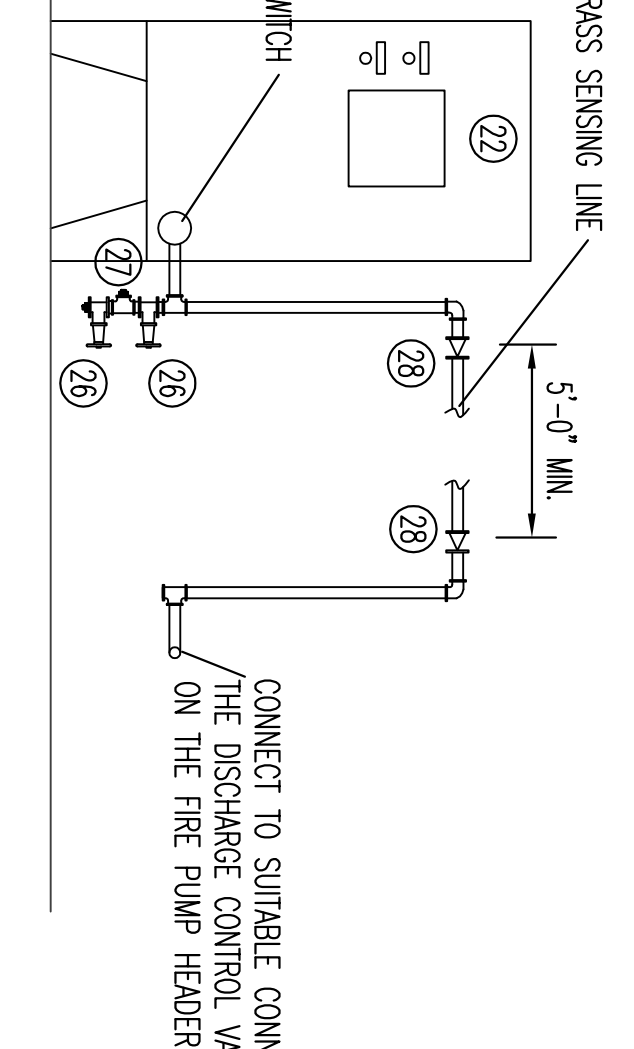 RASS SENSING LINE
5'-0" MIN.
22
WITCH
28
28
27
26
26
CONNECT TO SUITABLE CONN
THE DISCHARGE CONTROL VA
ON THE FIRE PUMP HEADER